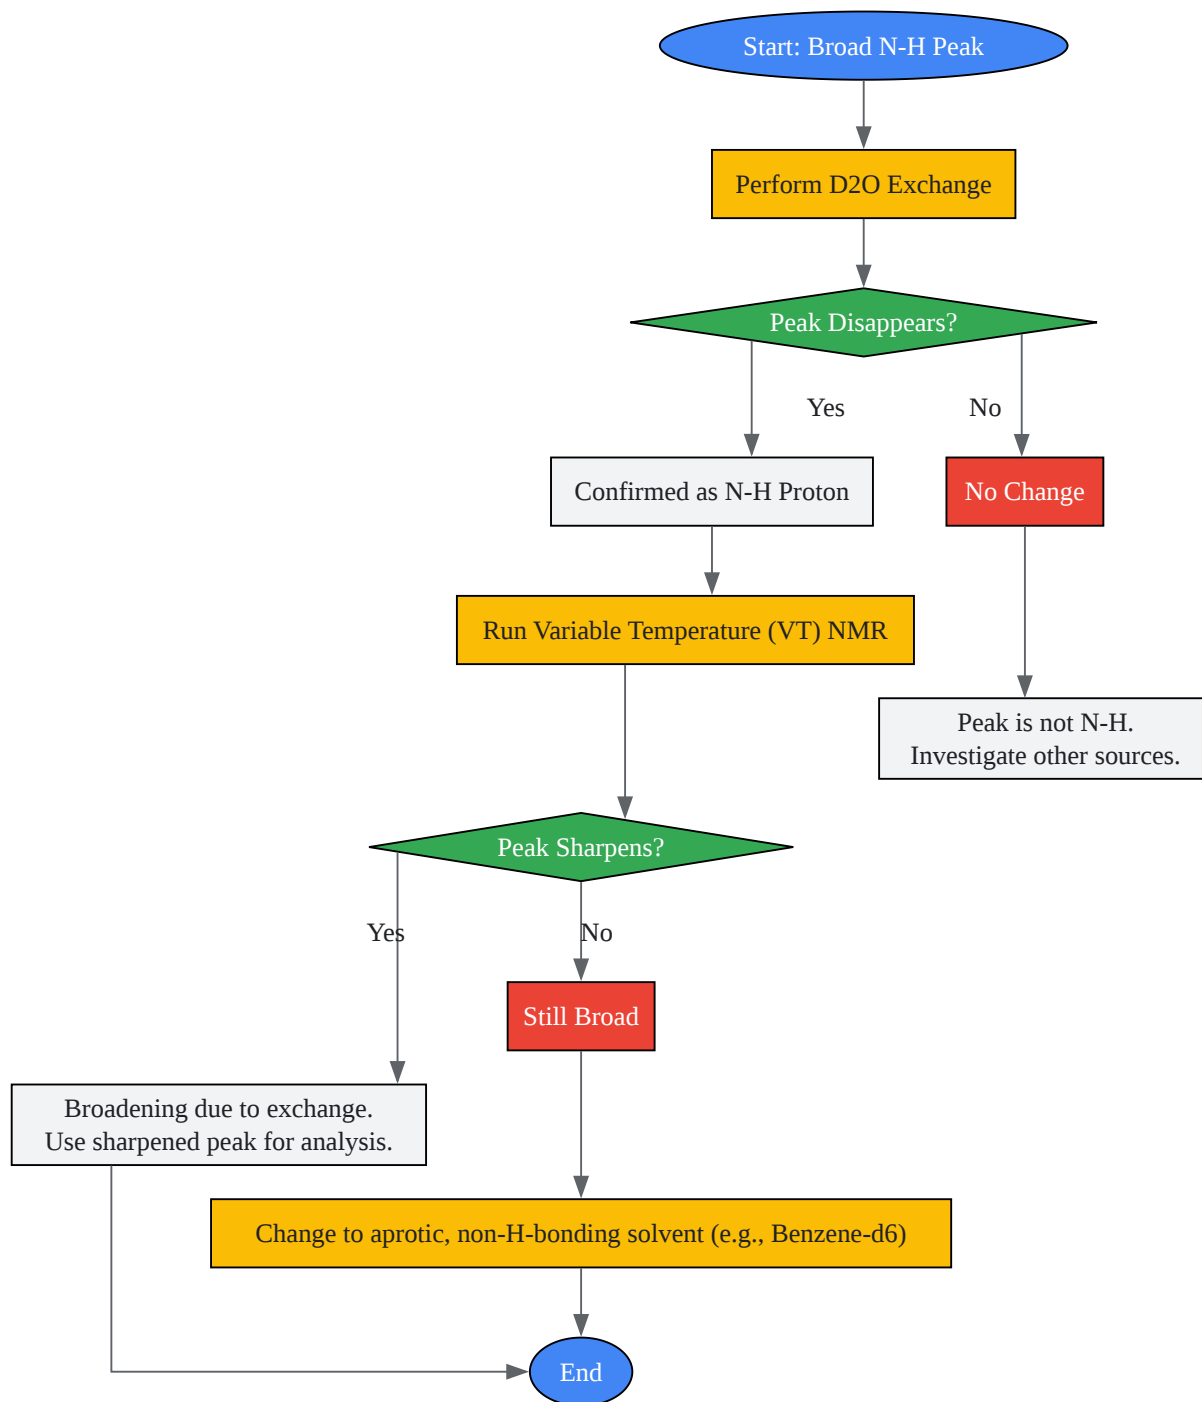 Start: Broad N-H Peak
Perform D2O Exchange
Peak Disappears?
Yes
No
Confirmed as N-H Proton
No Change
Run Variable Temperature (VT) NMR
Peak is not N-H.
Investigate other sources.
Peak Sharpens?
Yes
No
Still Broad
Broadening due to exchange.
Use sharpened peak for analysis.
Change to aprotic, non-H-bonding solvent (e.g., Benzene-d6)
End